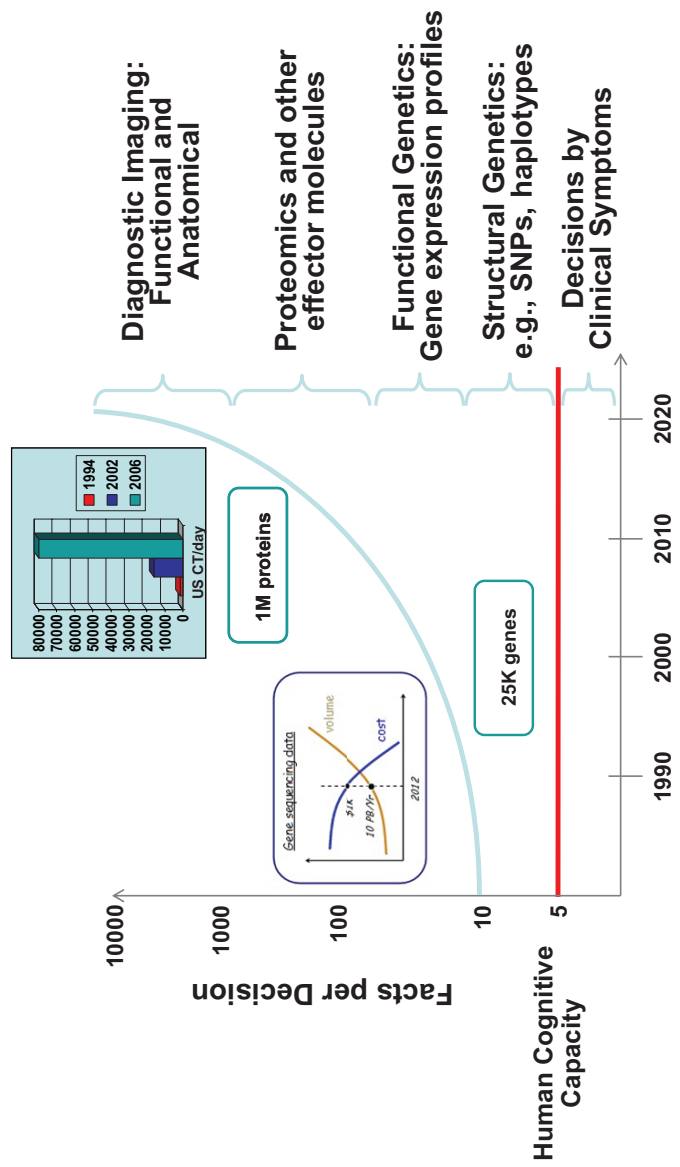 Diagnostic Imaging:
Functional and
Anatomical
Proteomics and other
effector molecules
Functional Genetics:
Gene expression profiles
Structural Genetics:
e.g., SNPs, haplotypes
Decisions by
Clinical Symptoms
80000
70000
60000
50000
40000
30000
20000
10000
0
US CT/day
1994
2002
2006
1M proteins
25K genes
Gene sequencing data
volume
cost
$1K
10 PB/Yr
2012
Facts per Decision
10000
1000
100
10
5
Human Cognitive
Capacity
1990
2000
2010
2020